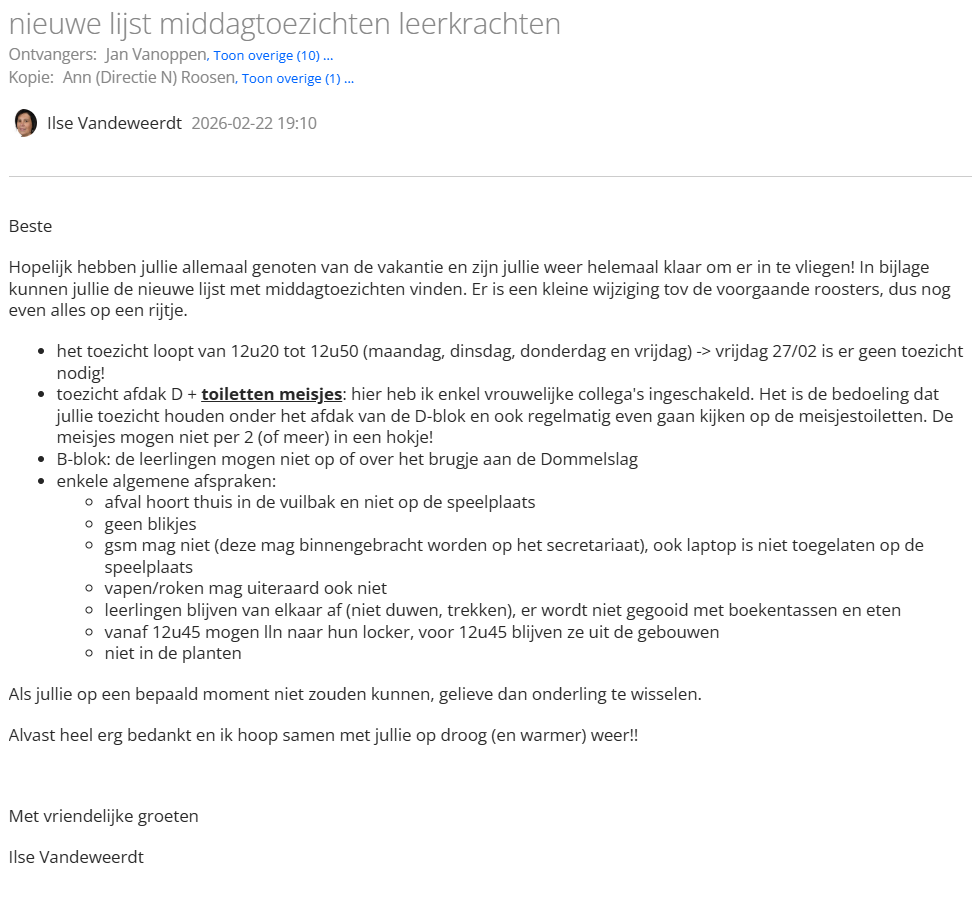 nieuwe lijst middagtoezichten leerkrachten
Ontvangers: Jan Vanoppen, Toon overige (10) ...
Kopie: Ann (Directie N) Roosen, Toon overige (1) ...
Ilse Vandeweerdt 2026-02-22 19:10
Beste
Hopelijk hebben jullie allemaal genoten van de vakantie en zijn jullie weer helemaal klaar om er in te vliegen! In bijlage
kunnen jullie de nieuwe lijst met middagtoezichten vinden. Er is een kleine wijziging tov de voorgaande roosters, dus nog
even alles op een rijtje.
• het toezicht loopt van 12u20 tot 12u50 (maandag, dinsdag, donderdag en vrijdag) -> vrijdag 27/02 is er geen toezicht
nodig!
• toezicht afdak D + toiletten meisjes: hier heb ik enkel vrouwelijke collega's ingeschakeld. Het is de bedoeling dat
jullie toezicht houden onder het afdak van de D-blok en ook regelmatig even gaan kijken op de meisjestoiletten. De
meisjes mogen niet per 2 (of meer) in een hokje!
• B-blok: de leerlingen mogen niet op of over het brugje aan de Dommelslag
• enkele algemene afspraken:
◦ afval hoort thuis in de vuilbak en niet op de speelplaats
◦ geen blikjes
◦ gsm mag niet (deze mag binnengebracht worden op het secretariaat), ook laptop is niet toegelaten op de
speelplaats
◦ vapen/roken mag uiteraard ook niet
◦ leerlingen blijven van elkaar af (niet duwen, trekken), er wordt niet gegooid met boekentassen en eten
◦ vanaf 12u45 mogen lln naar hun locker, voor 12u45 blijven ze uit de gebouwen
◦ niet in de planten
Als jullie op een bepaald moment niet zouden kunnen, gelieve dan onderling te wisselen.
Alvast heel erg bedankt en ik hoop samen met jullie op droog (en warmer) weer!!
Met vriendelijke groeten
Ilse Vandeweerdt